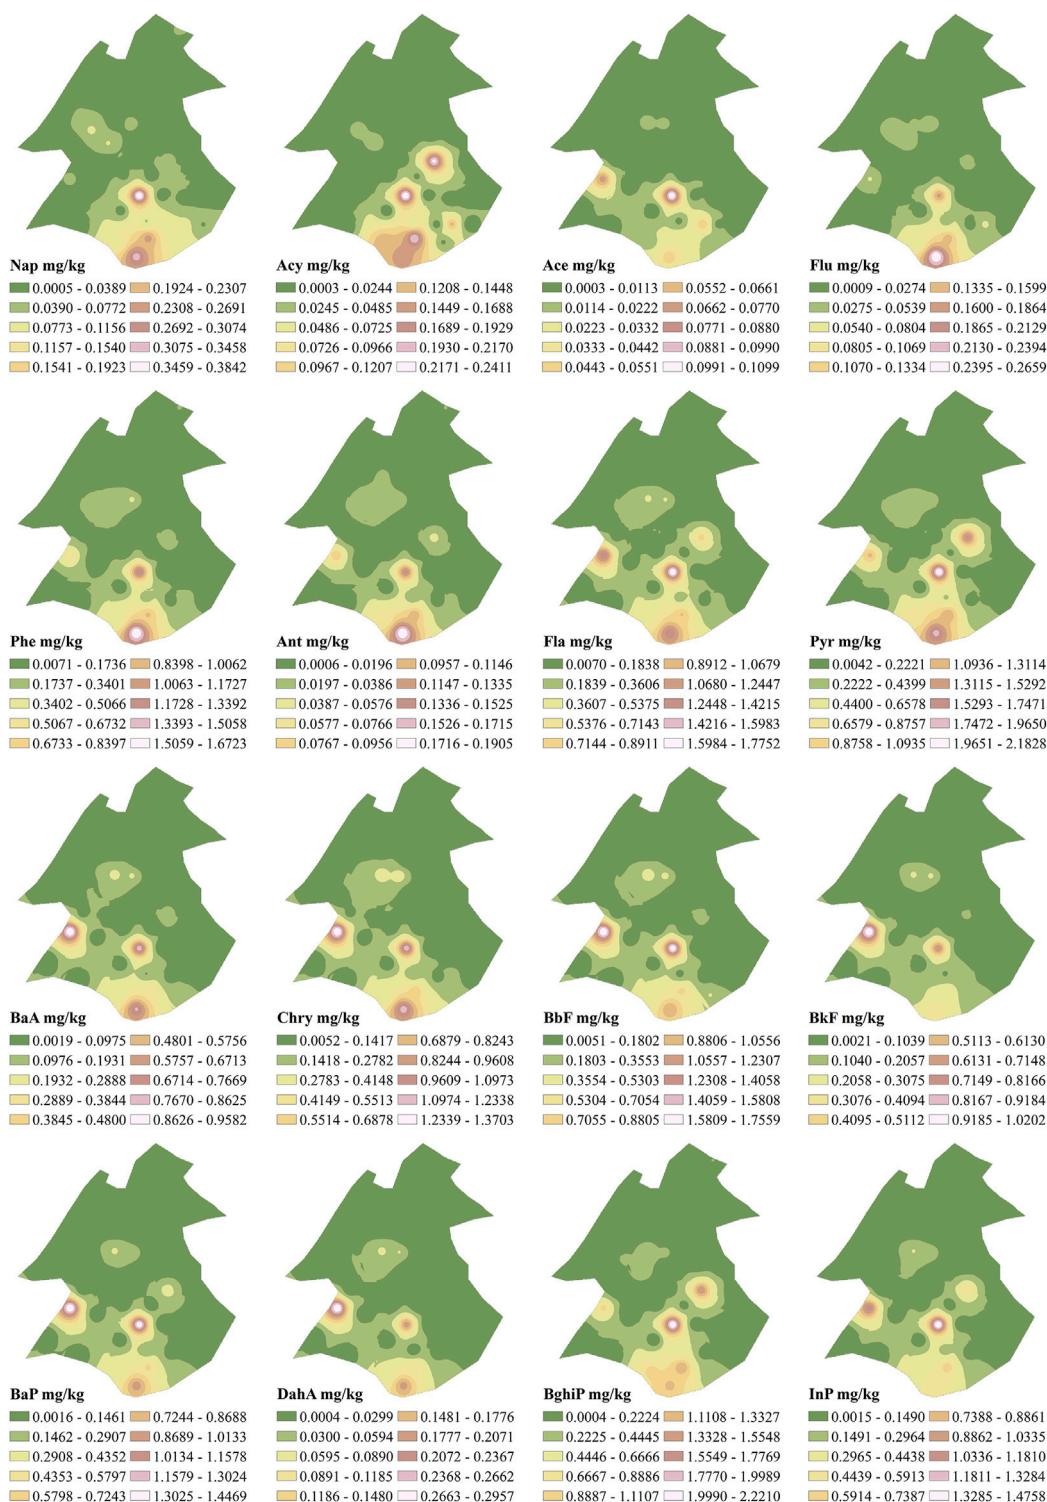 Nap mg/kg Acy mg/kg Ace mg/kg Flu mg/kg
0.0005 - 0.0389 0.1924 - 0.2307 0.0003 - 0.0244 0.1208 - 0.1448 0.0003 - 0.0113 0.0552 - 0.0661 0.0009 - 0.0274 0.1335 - 0.1599
0.0390 - 0.0772 0.2308 - 0.2691 0.0245 - 0.0485 0.1449 - 0.1688 0.0114 - 0.0222 0.0662 - 0.0770 0.0275 - 0.0539 0.1600 - 0.1864
0.0773 - 0.1156 0.2692 - 0.3074 0.0486 - 0.0725 0.1689 - 0.1929 0.0223 - 0.0332 0.0771 - 0.0880 0.0540 - 0.0804 0.1865 - 0.2129
0.1157 - 0.1540 0.3075 - 0.3458 0.0726 - 0.0966 0.1930 - 0.2170 0.0333 - 0.0442 0.0881 - 0.0990 0.0805 - 0.1069 0.2130 - 0.2394
0.1541 - 0.1923 0.3459 - 0.3842 0.0967 - 0.1207 0.2171 - 0.2411 0.0443 - 0.0551 0.0991 - 0.1099 0.1070 - 0.1334 0.2395 - 0.2659
Phe mg/kg Ant mg/kg Fla mg/kg Pyr mg/kg
0.0071 - 0.1736 0.8398 - 1.0062 0.0006 - 0.0196 0.0957 - 0.1146 0.0070 - 0.1838 0.8912 - 1.0679 0.0042 - 0.2221 1.0936 - 1.3114
0.1737 - 0.3401 1.0063 - 1.1727 0.0197 - 0.0386 0.1147 - 0.1335 0.1839 - 0.3606 1.0680 - 1.2447 0.2222 - 0.4399 1.3115 - 1.5292
0.3402 - 0.5066 1.1728 - 1.3392 0.0387 - 0.0576 0.1336 - 0.1525 0.3607 - 0.5375 1.2448 - 1.4215 0.4400 - 0.6578 1.5293 - 1.7471
0.5067 - 0.6732 1.3393 - 1.5058 0.0577 - 0.0766 0.1526 - 0.1715 0.5376 - 0.7143 1.4216 - 1.5983 0.6579 - 0.8757 1.7472 - 1.9650
0.6733 - 0.8397 1.5059 - 1.6723 0.0767 - 0.0956 0.1716 - 0.1905 0.7144 - 0.8911 1.5984 - 1.7752 0.8758 - 1.0935 1.9651 - 2.1828
BaA mg/kg Chry mg/kg BbF mg/kg BkF mg/kg
0.0019 - 0.0975 0.4801 - 0.5756 0.0052 - 0.1417 0.6879 - 0.8243 0.0051 - 0.1802 0.8806 - 1.0556 0.0021 - 0.1039 0.5113 - 0.6130
0.0976 - 0.1931 0.5757 - 0.6713 0.1418 - 0.2782 0.8244 - 0.9608 0.1803 - 0.3553 1.0557 - 1.2307 0.1040 - 0.2057 0.6131 - 0.7148
0.1932 - 0.2888 0.6714 - 0.7669 0.2783 - 0.4148 0.9609 - 1.0973 0.3554 - 0.5303 1.2308 - 1.4058 0.2058 - 0.3075 0.7149 - 0.8166
0.2889 - 0.3844 0.7670 - 0.8625 0.4149 - 0.5513 1.0974 - 1.2338 0.5304 - 0.7054 1.4059 - 1.5808 0.3076 - 0.4094 0.8167 - 0.9184
0.3845 - 0.4800 0.8626 - 0.9582 0.5514 - 0.6878 1.2339 - 1.3703 0.7055 - 0.8805 1.5809 - 1.7559 0.4095 - 0.5112 0.9185 - 1.0202
BaP mg/kg DahA mg/kg BghiP mg/kg InP mg/kg
0.0016 - 0.1461 0.7244 - 0.8688 0.0004 - 0.0299 0.1481 - 0.1776 0.0004 - 0.2224 1.1108 - 1.3327 0.0015 - 0.1490 0.7388 - 0.8861
0.1462 - 0.2907 0.8689 - 1.0133 0.0300 - 0.0594 0.1777 - 0.2071 0.2225 - 0.4445 1.3328 - 1.5548 0.1491 - 0.2964 0.8862 - 1.0335
0.2908 - 0.4352 1.0134 - 1.1578 0.0595 - 0.0890 0.2072 - 0.2367 0.4446 - 0.6666 1.5549 - 1.7769 0.2965 - 0.4438 1.0336 - 1.1810
0.4353 - 0.5797 1.1579 - 1.3024 0.0891 - 0.1185 0.2368 - 0.2662 0.6667 - 0.8886 1.7770 - 1.9989 0.4439 - 0.5913 1.1811 - 1.3284
0.5798 - 0.7243 1.3025 - 1.4469 0.1186 - 0.1480 0.2663 - 0.2957 0.8887 - 1.1107 1.9990 - 2.2210 0.5914 - 0.7387 1.3285 - 1.4758